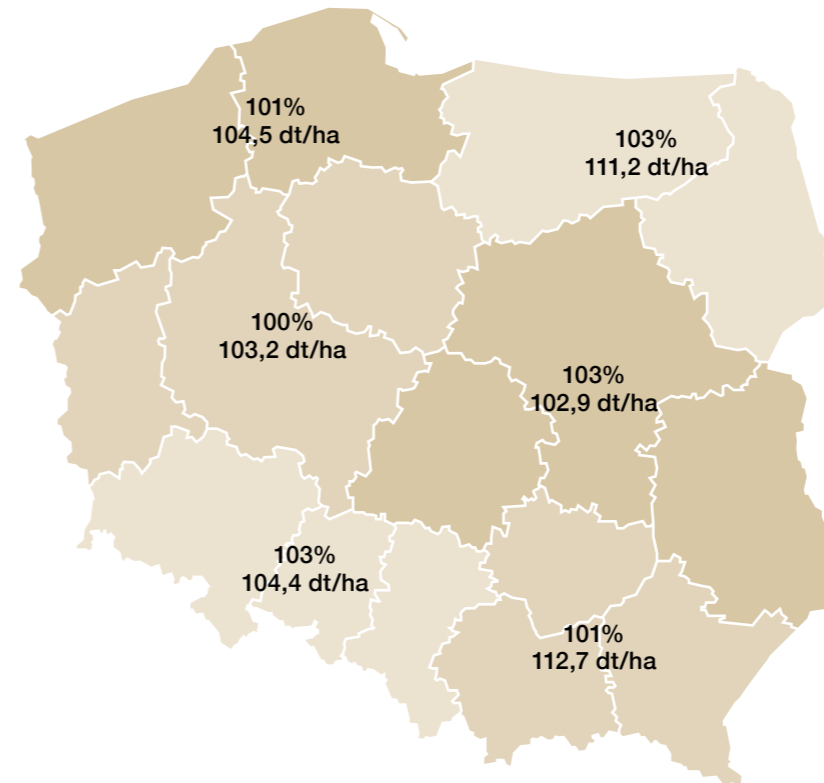 101%
104,5 dt/ha
103%
111,2 dt/ha
100%
103,2 dt/ha
103%
102,9 dt/ha
103%
104,4 dt/ha
101%
112,7 dt/ha